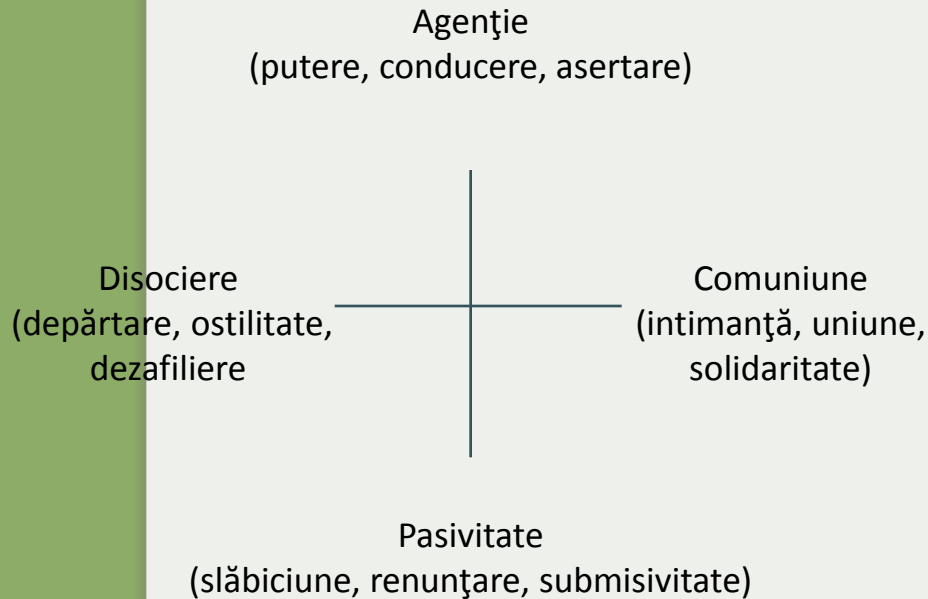 Agenţie
(putere, conducere, asertare)
Disociere
(depărtare, ostilitate,
dezafiliere
Comuniune
(intimanţă, uniune,
solidaritate)
Pasivitate
(slăbiciune, renunţare, submisivitate)